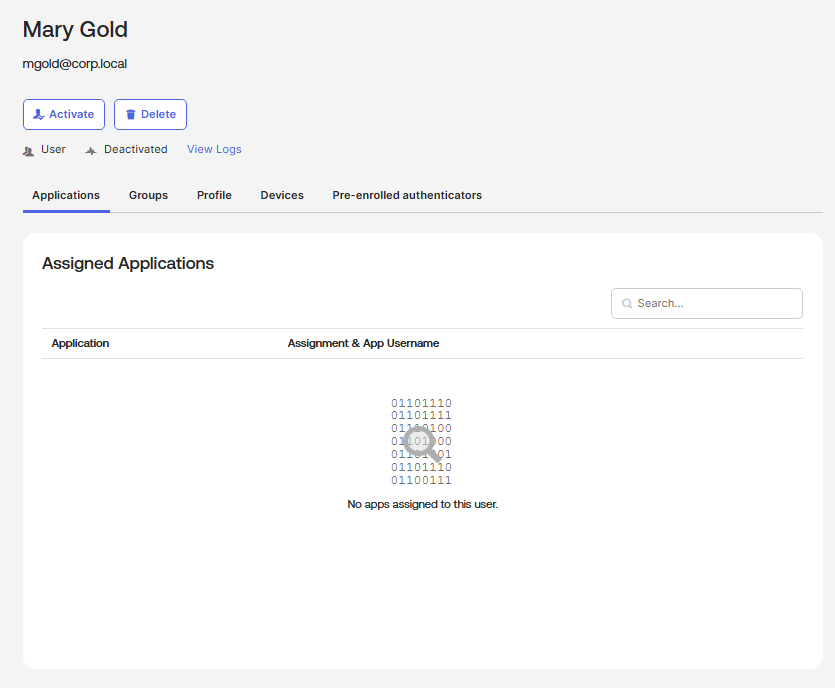 Mary Gold
mgold@corp.local
Activate Delete
User Deactivated View Logs
Applications Groups Profile Devices Pre-enrolled authenticators
Assigned Applications
Search...
Application Assignment & App Username
01101110
01101111
01110100
01101000
01101001
01101110
01100111
No apps assigned to this user.